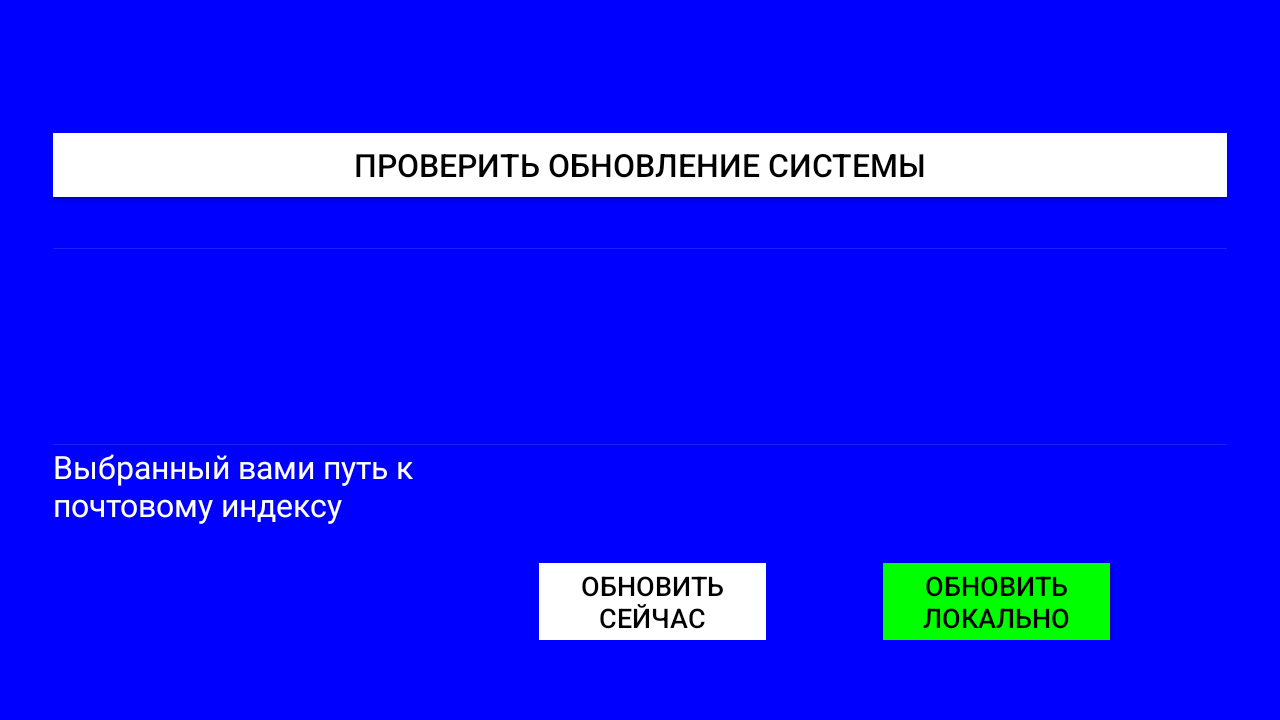 ПРОВЕРИТЬ ОБНОВЛЕНИЕ СИСТЕМЫ
Выбранный вами путь к
почтовому индексу
ОБНОВИТЬ
СЕЙЧАС
ОБНОВИТЬ
ЛОКАЛЬНО